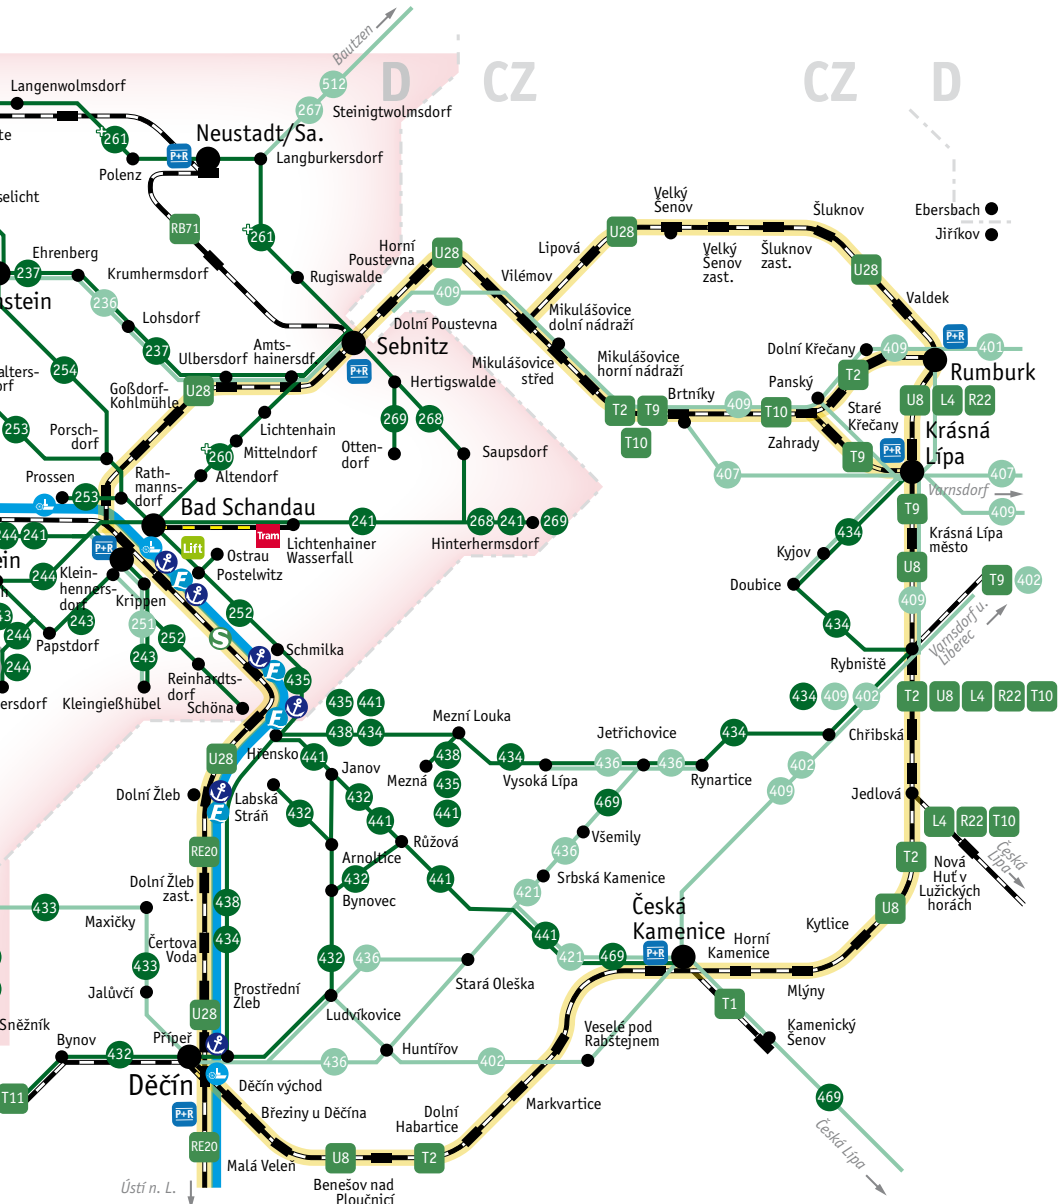 Bautzen
D
CZ
CZ
D
Langenwolmsdorf
512
267
Steinigtwolmsdorf
261
Neustadt/Sa.
P+R
Langburkersdorf
Polenz
RB71
261
Velký
Šenov
Šluknov
Ebersbach
Jiříkov
U28
Lipová
Velký
Šenov
zast.
Šluknov
zast.
U28
Ehrenberg
237
Krumhermsdorf
Rugiswalde
Horní
Poustevna
U28
Vilémov
409
Valdek
236
Lohsdorf
237
Ulbersdorf
Amts-
hainersdf.
Dolní Poustevna
Mikulášovice
dolní nádraží
Sebnitz
P+R
Mikulášovice
střed
Mikulášovice
horní nádraží
Dolní Křečany
409
P+R
401
Rumburk
254
Goßdorf-
Kohlmühle
U28
Hertigswalde
T2
Panský
Brtníky
409
T10
T2
T9
T10
Zahrady
Staré
Křečany
U8
L4
R22
Krásná
Lípa
P+R
T9
253
Porsch-
dorf
Lichtenhain
Mittelndorf
260
Altendorf
269
268
Otten-
dorf
Saupsdorf
407
407
Varnsdorf
409
Prossen
253
Rath-
manns-
dorf
Bad Schandau
Tram
Lichtenhainer
Wasserfall
241
268
241
269
Hinterhermsdorf
T9
Krásná Lípa
město
434
Kyjov
Doubice
U8
409
434
T9
402
Varnsdorf u.
Liberec
Rybniště
244
241
P+R
Lift
Ostrau
Postelwitz
F
244
Klein-
henners-
dorf
Krippen
251
252
252
243
Papstdorf
244
244
243
S
Schmilka
F
435
Reinhardts-
dorf
Schöna
Kleingießhübel
F
435
441
438
434
Mezní Louka
Jetřichovice
434
409
402
T2
U8
L4
R22
T10
434
Chřibská
Hřensko
441
438
434
436
436
Rynartice
Vysoká Lípa
Mezná
435
441
402
409
Jedlová
U28
Dolní Žleb
F
Labská
Stráň
Janov
432
432
441
Růžová
469
Všemily
436
L4
R22
T10
Česká
Lípa
RE20
Arnoltice
432
Bynovec
441
Srbská Kamenice
421
T2
Nová
Huť v
Lužických
horách
Dolní Žleb
zast.
438
433
Maxičky
Čertova
Voda
434
441
Česká
Kamenice
P+R
Horní
Kamenice
U8
Kytlice
421
469
433
432
436
Stará Oleška
Mlýny
Jalůvčí
Prostřední
Žleb
U28
Ludvíkovice
T1
Kamenický
Šenov
Sněžník
Bynov
432
Přípeř
Děčín
436
Huntířov
402
Veselé pod
Rabštejnem
T11
P+R
Děčín východ
Březiny u Děčína
Dolní
Habartice
Markvartice
469
Česká Lípa
RE20
Malá Veleň
U8
T2
Benešov nad
Ploučnicí
Ústí n. L.